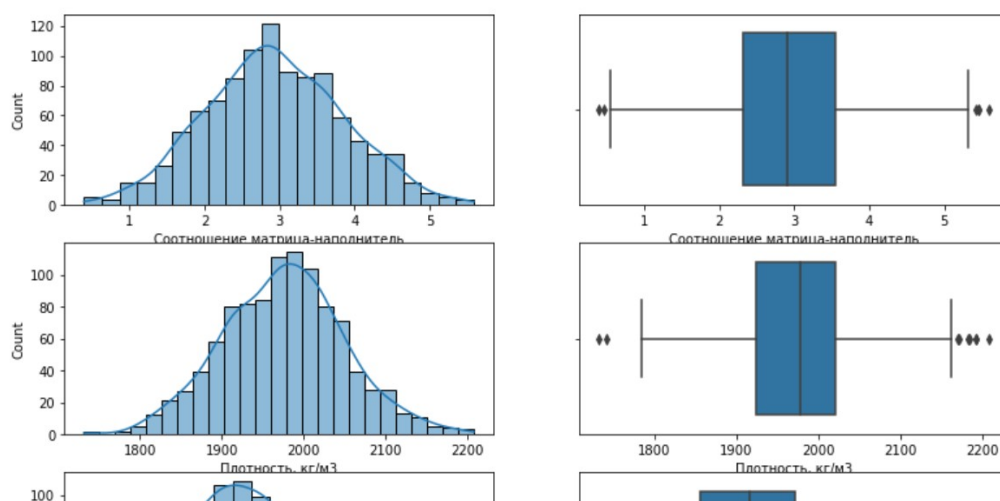 120
100
80
60
40
20
0
Count
1 2 3 4 5
Соотношение матрица-наполнитель
1 2 3 4 5
Соотношение матрица-наполнитель
100
80
60
40
20
0
Count
1800 1900 2000 2100 2200
Плотность, кг/м3
1800 1900 2000 2100 2200
Плотность, кг/м3
100